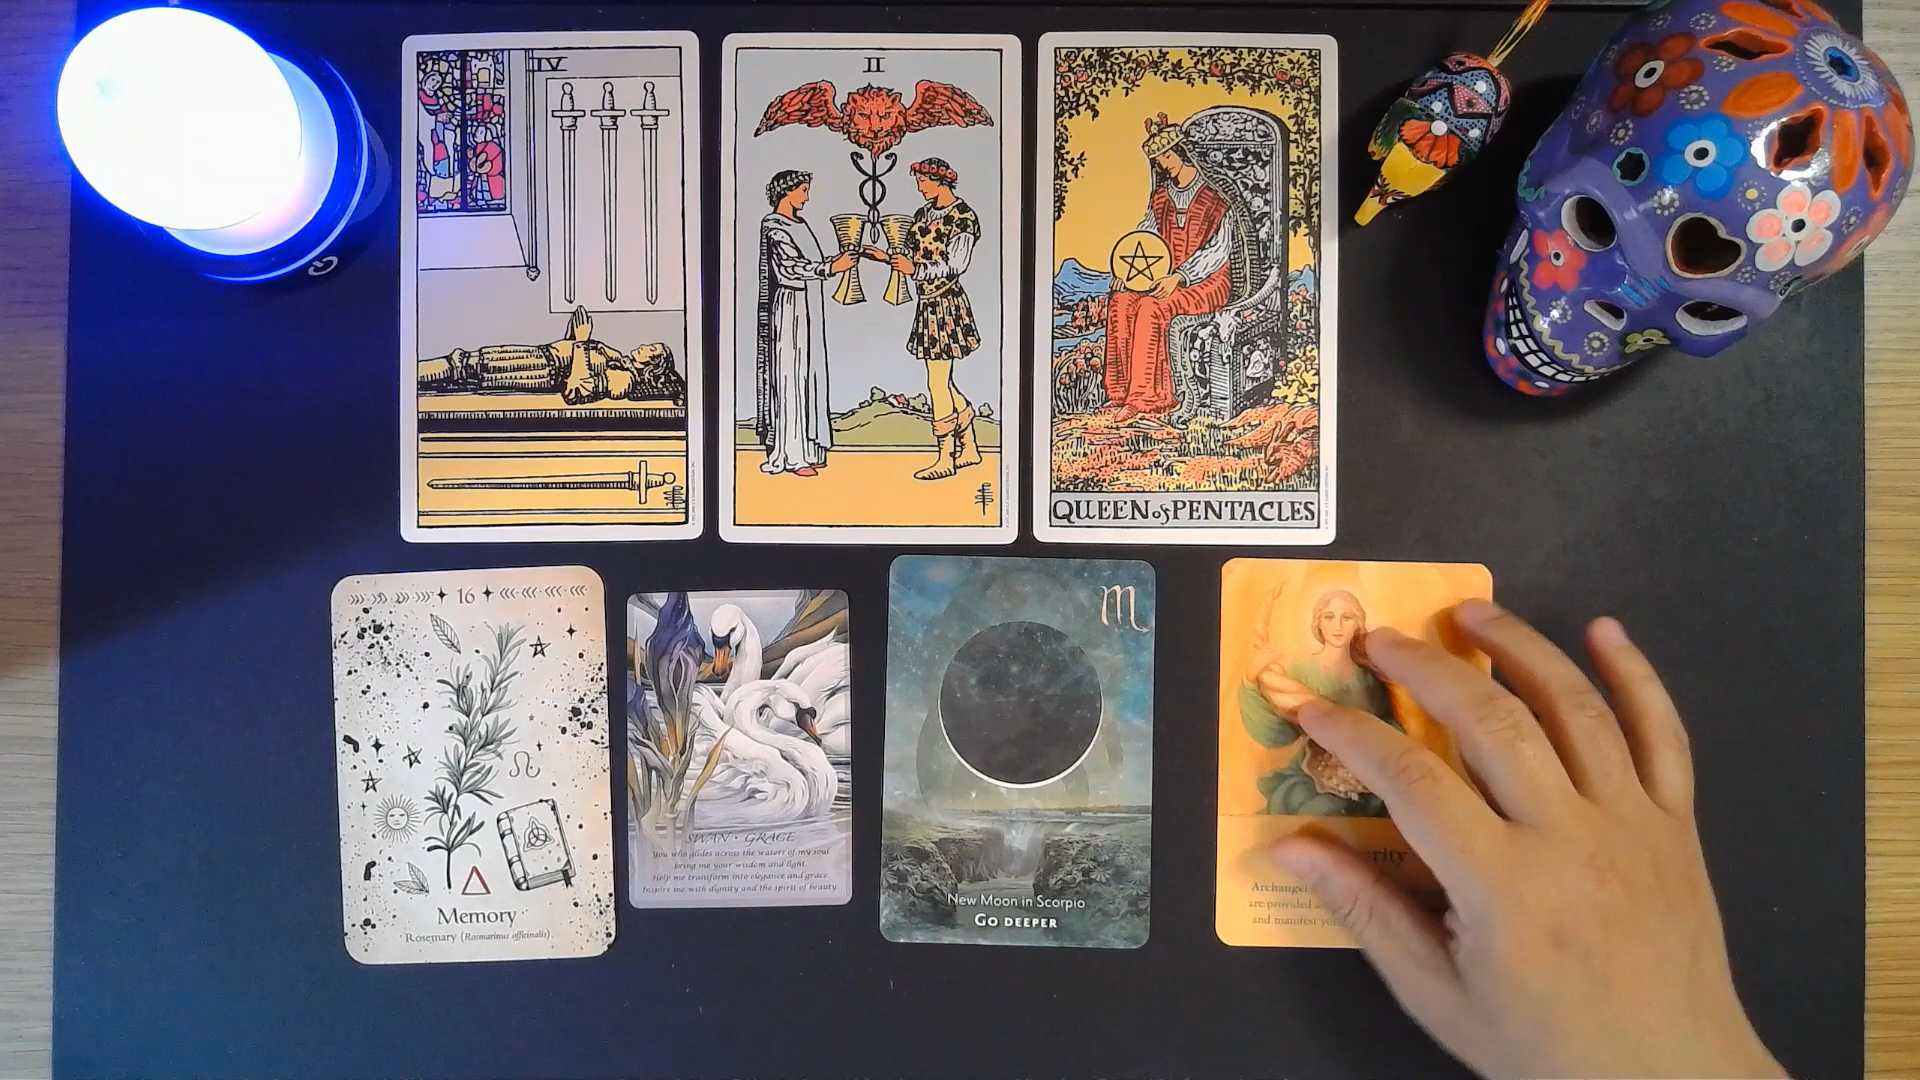 IV
II
QUEEN of PENTACLES
16
Memory
Rosemary (Rosmarinus officinalis)
SWAN • GRACE
You who glides across the waters of my soul
bring me your wisdom and light.
Help me transform into elegance and grace.
Inspire me with dignity and the spirit of beauty.
New Moon in Scorpio
GO DEEPER
erity
Archangel
are provided
and manifest